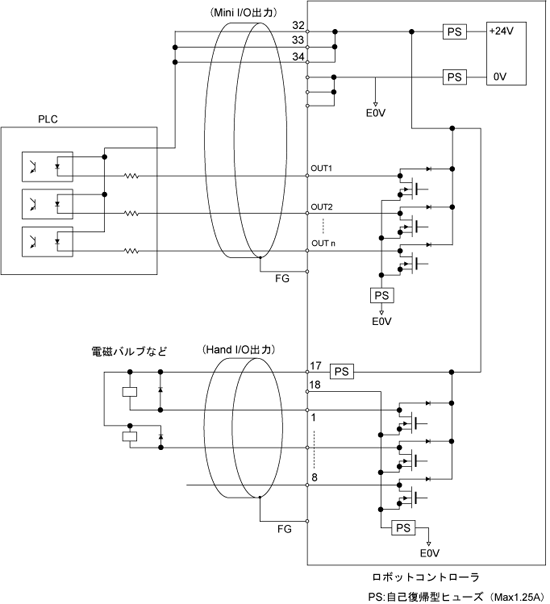 (Mini I/O出力)
32
33
34
PS
+24V
PS
0V
E0V
PLC
OUT1
OUT2
OUT n
FG
PS
E0V
電磁バルブなど
(Hand I/O出力)
17
PS
18
1
8
FG
PS
E0V
ロボットコントローラ
PS:自己復帰型ヒューズ(Max1.25A)